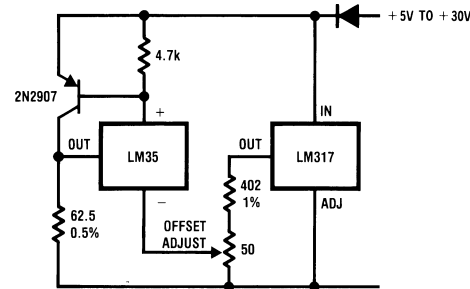 + 5V TO + 30V
4.7k
2N2907
+
IN
OUT
LM35
OUT
LM317
−
402
1%
ADJ
62.5
0.5%
OFFSET
ADJUST
50